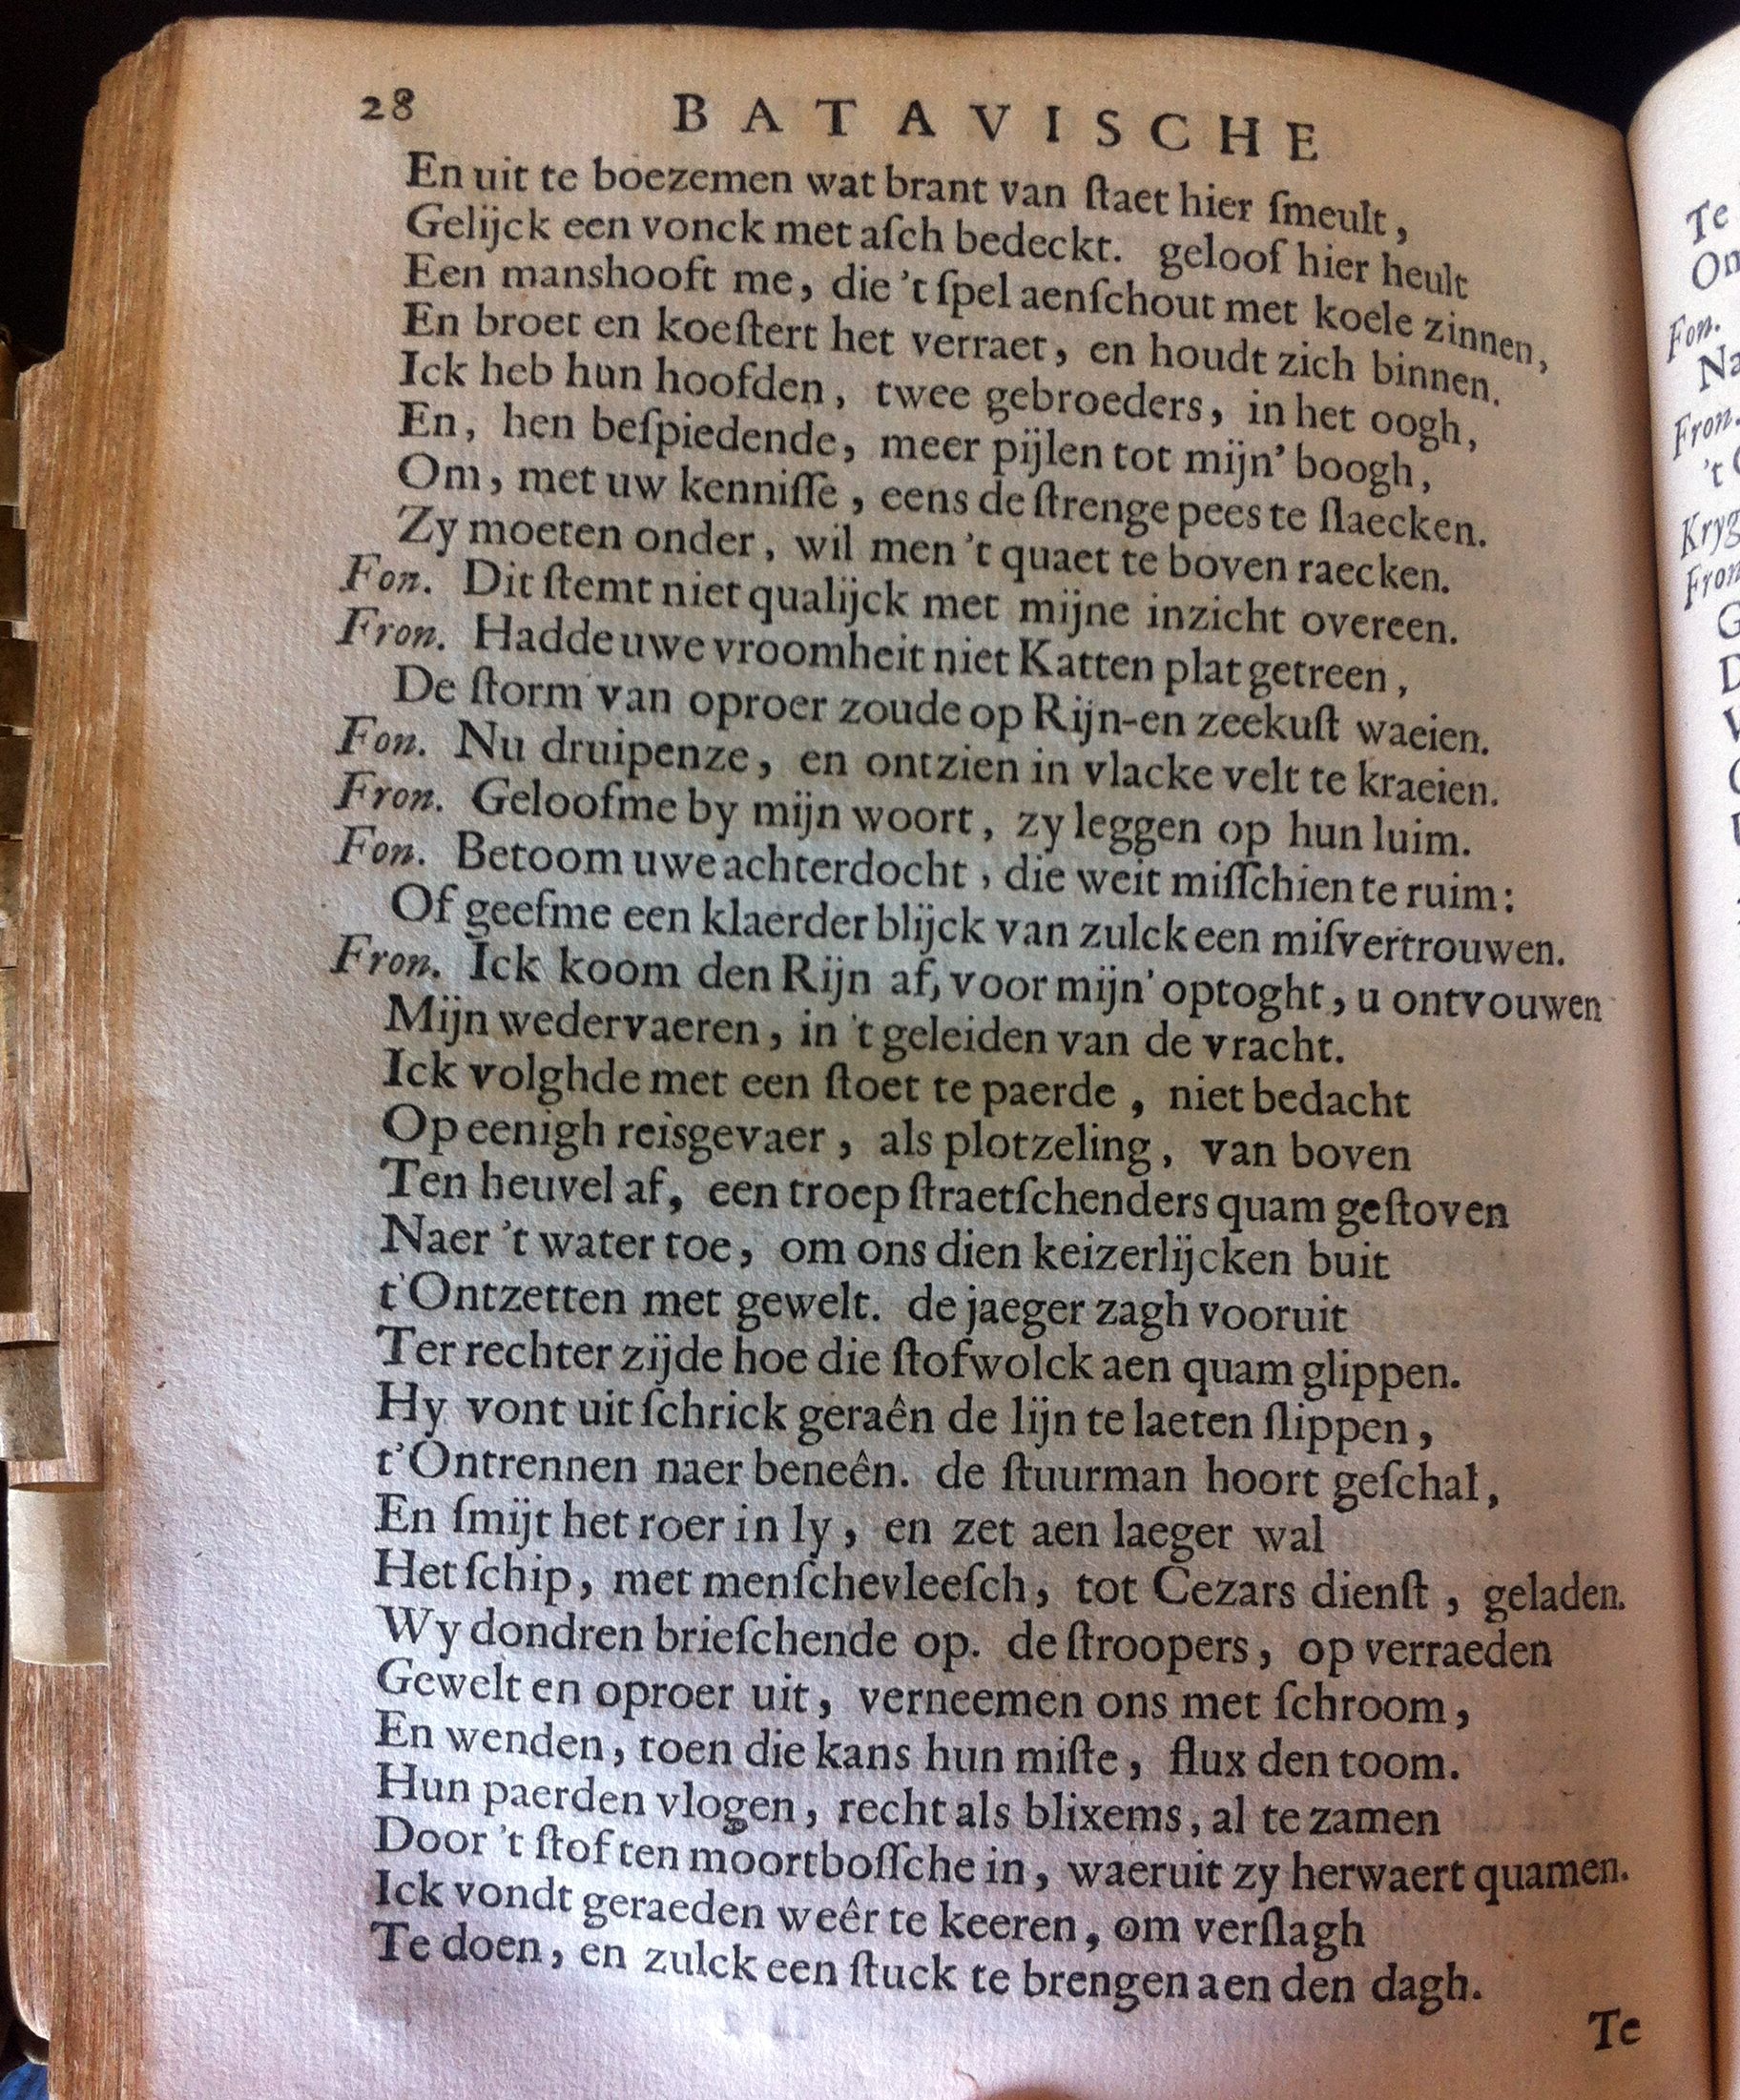 28 BATAVISCHE
En uit te boezemen wat brant van ſtaet hier ſmeult,
Gelijck een vonck met aſch bedeckt. geloof hier heult
Een manshooft me, die 't ſpel aenſchout met koele zinnen,
En broet en koeſtert het verraet, en houdt zich binnen.
Ick heb hun hoofden, twee gebroeders, in het oogh,
En, hen beſpiedende, meer pijlen tot mijn' boogh,
Om, met uw kenniſſe, eens de ſtrenge pees te ſlaecken.
Zy moeten onder, wil men 't quaet te boven raecken.
Fon. Dit ſtemt niet qualijck met mijne inzicht overeen.
Fron. Hadde uwe vroomheit niet Katten plat getreen,
De ſtorm van oproer zoude op Rijn-en zeekuſt waeien.
Fon. Nu druipenze, en ontzien in vlacke velt te kraeien.
Fron. Geloofme by mijn woort, zy leggen op hun luim.
Fon. Betoom uwe achterdocht, die weit miſſchien te ruim:
Of geefme een klaerder blijck van zulck een miſvertrouwen.
Fron. Ick koom den Rijn af, voor mijn' optoght, u ontvouwen
Mijn wedervaeren, in 't geleiden van de vracht.
Ick volghde met een ſtoet te paerde, niet bedacht
Op eenigh reisgevaer, als plotzeling, van boven
Ten heuvel af, een troep ſtraetſchenders quam geſtoven
Naer 't water toe, om ons dien keizerlijcken buit
t'Ontzetten met gewelt. de jaeger zagh vooruit
Ter rechter zijde hoe die ſtofwolck aen quam glippen.
Hy vont uit ſchrick geraên de lijn te laeten ſlippen,
t'Ontrennen naer beneên. de ſtuurman hoort geſchal,
En ſmijt het roer in ly, en zet aen laeger wal
Het ſchip, met menſchevleeſch, tot Cezars dienſt, geladen.
Wy dondren brieſchende op. de ſtroopers, op verraeden
Gewelt en oproer uit, verneemen ons met ſchroom,
En wenden, toen die kans hun miſte, flux den toom.
Hun paerden vlogen, recht als blixems, al te zamen
Door 't ſtof ten moortboſſche in, waeruit zy herwaert quamen.
Ick vondt geraeden weêr te keeren, om verſlagh
Te doen, en zulck een ſtuck te brengen aen den dagh.
Te
Te
Fon.
Na
Fron.
't
Kryg
Fron